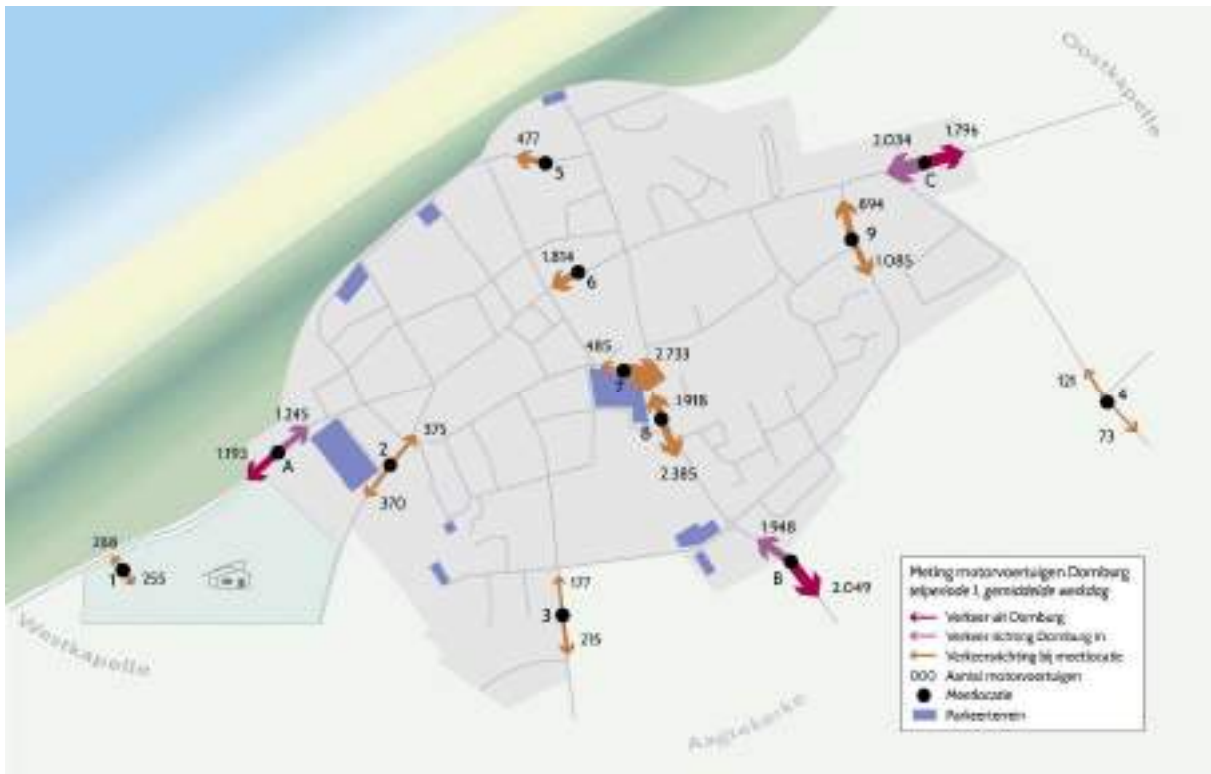 Oostkapelle
477
5
2.034
1.796
C
894
9
1.085
1.814
6
485
2.733
7
1.918
8
2.385
121
4
73
1.245
1.193
A
2
375
370
288
1
255
177
3
215
1.948
B
2.049
Westkapelle
Aagtekerke
Meting motorvoertuigen Domburg
telperiode 1, gemiddelde werkdag
Verkeer uit Domburg
Verkeer richting Domburg in
Verkeersrichting bij meetlocatie
000 Aantal motorvoertuigen
Meetlocatie
Parkeerterrein